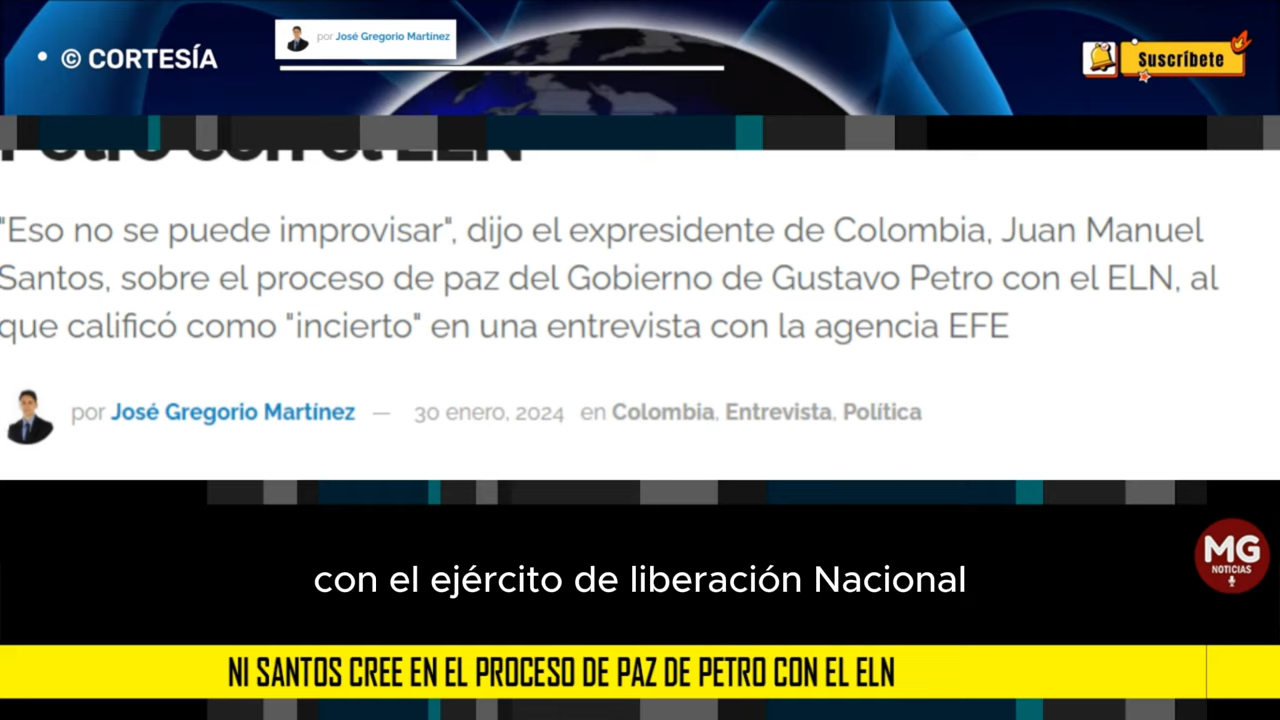 • © CORTESÍA
por José Gregorio Martínez
Suscríbete
Petro con el ELN
"Eso no se puede improvisar", dijo el expresidente de Colombia, Juan Manuel
Santos, sobre el proceso de paz del Gobierno de Gustavo Petro con el ELN, al
que calificó como "incierto" en una entrevista con la agencia EFE
por José Gregorio Martínez — 30 enero, 2024 en Colombia, Entrevista, Política
MG
NOTICIAS
con el ejército de liberación Nacional
NI SANTOS CREE EN EL PROCESO DE PAZ DE PETRO CON EL ELN